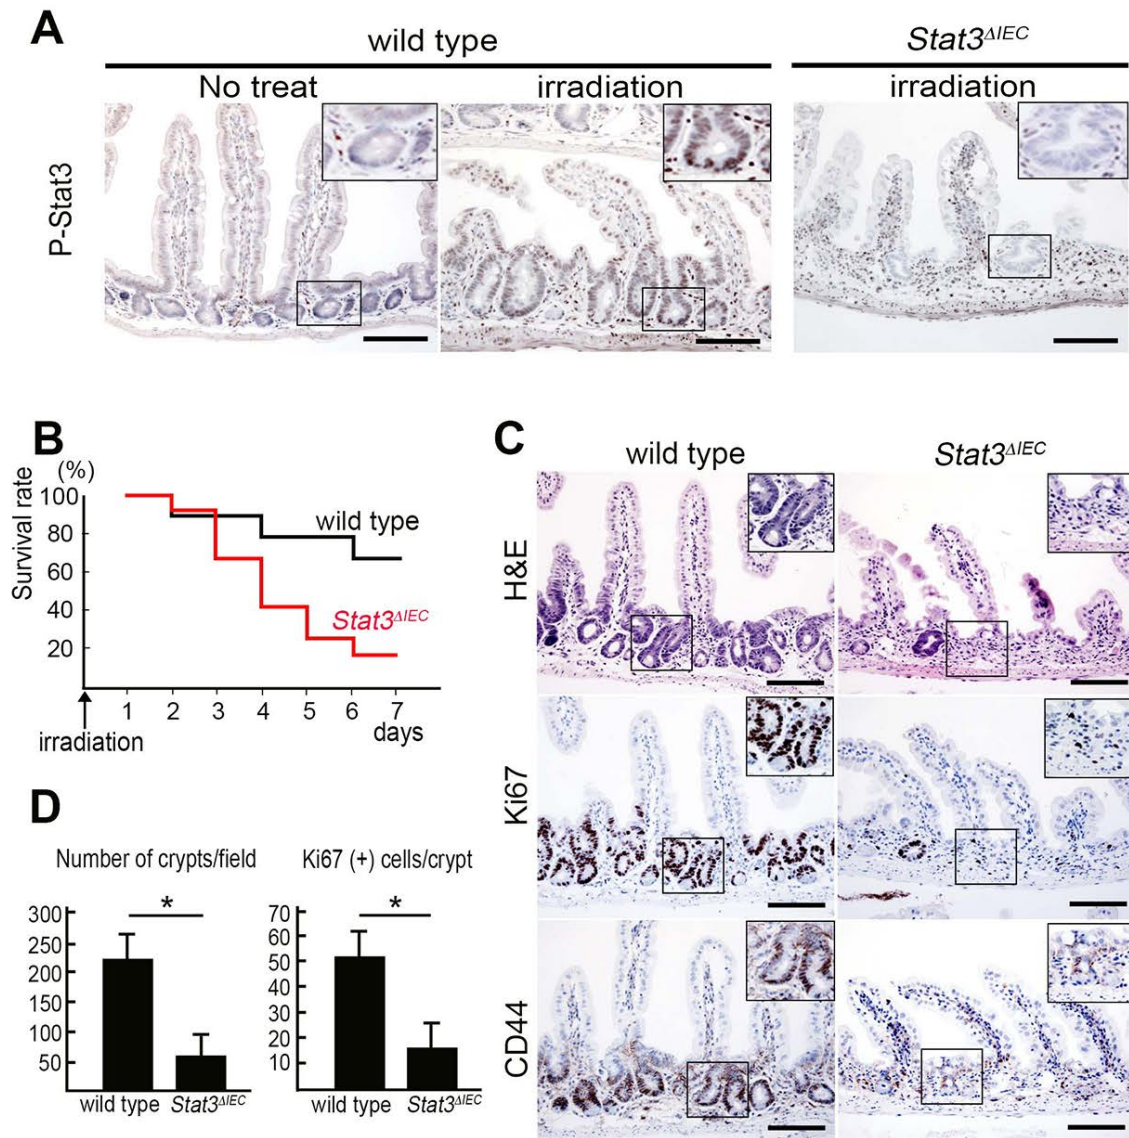 A
wild type
Stat3ΔIEC
No treat
irradiation
irradiation
P-Stat3
B
Survival rate
(%)
100
80
60
40
20
wild type
Stat3ΔIEC
1 2 3 4 5 6 7
irradiation
days
C
wild type
Stat3ΔIEC
H&E
Ki67
CD44
D
Number of crypts/field
*
300
250
200
150
100
50
wild type
Stat3ΔIEC
Ki67 (+) cells/crypt
*
70
60
50
40
30
20
10
wild type
Stat3ΔIEC